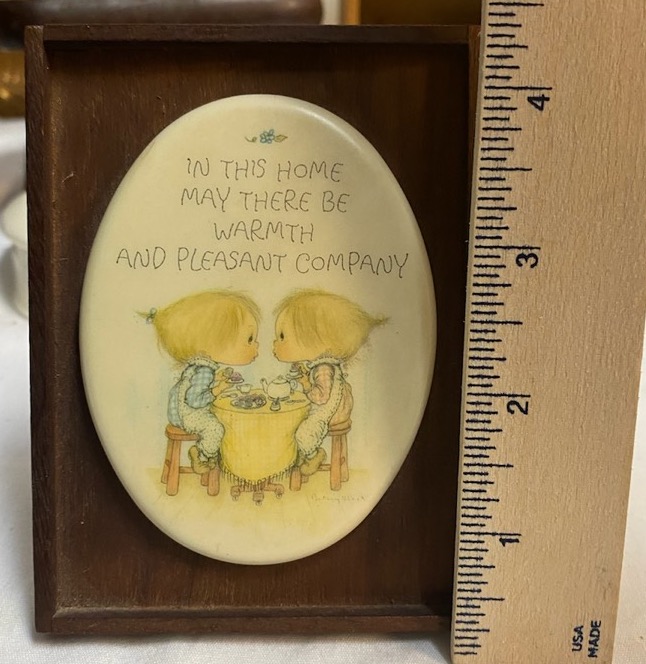 IN THIS HOME
MAY THERE BE
WARMTH
AND PLEASANT COMPANY
4
3
2
1
USA
MADE